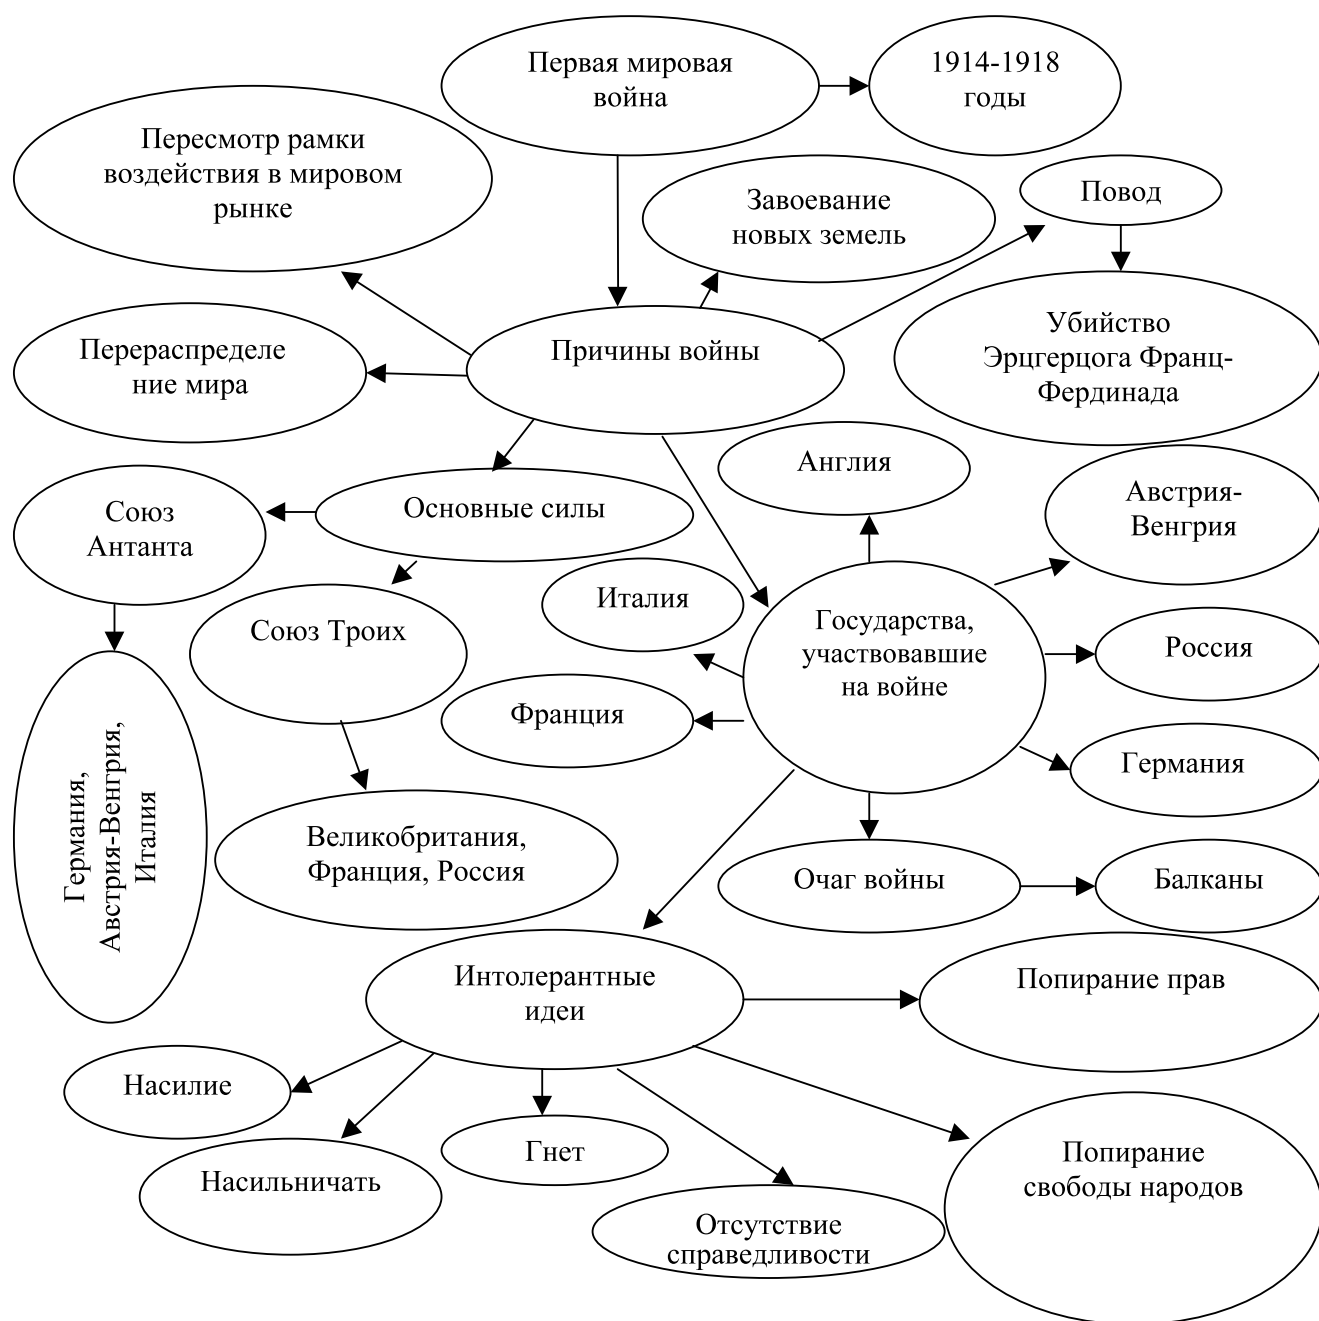 Первая мировая
война
1914-1918
годы
Пересмотр рамки
воздействия в мировом
рынке
Завоевание
новых земель
Повод
Убийство
Эрцгерцога Франц-
Фердинада
Причины войны
Перераспределе
ние мира
Англия
Австрия-
Венгрия
Основные силы
Союз
Антанта
Италия
Союз Троих
Государства,
участвовавшие
на войне
Россия
Франция
Германия
Германия,
Австрия-Венгрия,
Италия
Великобритания,
Франция, Россия
Очаг войны
Балканы
Интолерантные
идеи
Попирание прав
Насилие
Насильничать
Гнет
Попирание
свободы народов
Отсутствие
справедливости